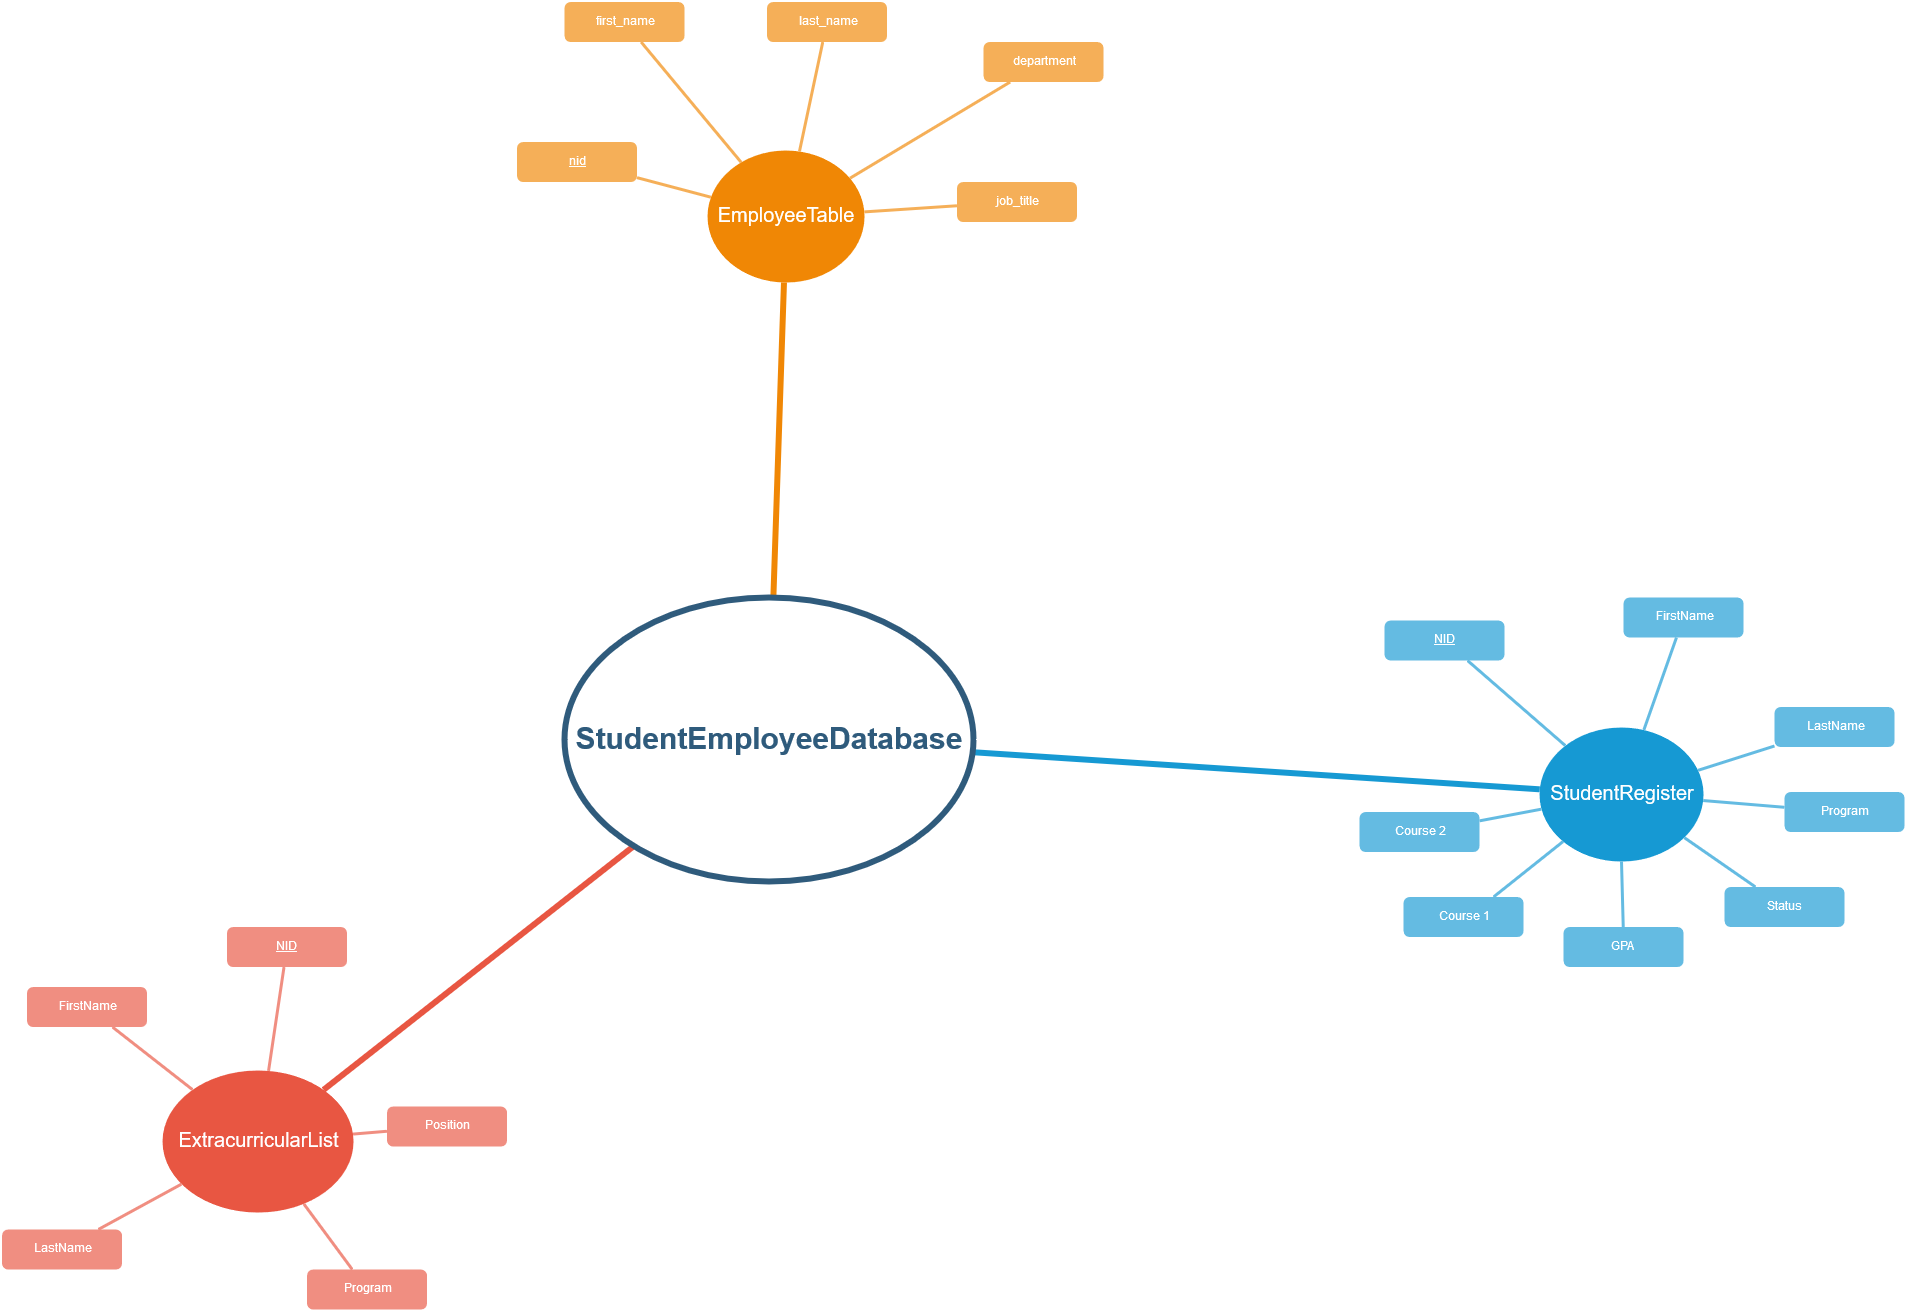 first_name
last_name
department
nid
job_title
EmployeeTable
StudentEmployeeDatabase
FirstName
NID
LastName
StudentRegister
Program
Course 2
Status
Course 1
GPA
NID
FirstName
Position
ExtracurricularList
LastName
Program